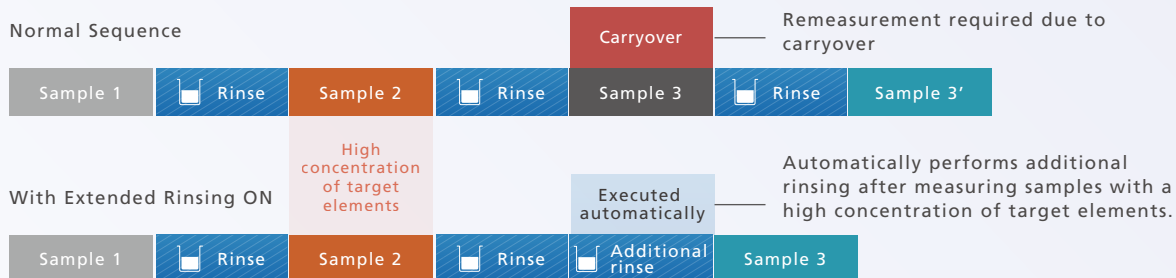 Normal Sequence
Carryover
Remeasurement required due to
carryover
Sample 1
Rinse
Sample 2
Rinse
Sample 3
Rinse
Sample 3’
High
concentration
of target
elements
With Extended Rinsing ON
Executed
automatically
Automatically performs additional
rinsing after measuring samples with a
high concentration of target elements.
Sample 1
Rinse
Sample 2
Rinse
Additional
rinse
Sample 3